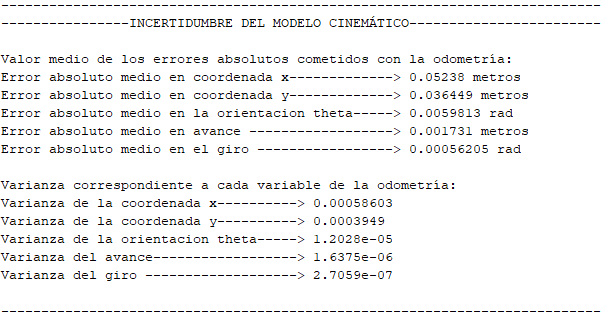 ---------------------------------------------------------------------------
----------------INCERTIDUMBRE DEL MODELO CINEMÁTICO------------------------
Valor medio de los errores absolutos cometidos con la odometría:
Error absoluto medio en coordenada x-------------> 0.05238 metros
Error absoluto medio en coordenada y-------------> 0.036449 metros
Error absoluto medio en la orientacion theta-----> 0.0059813 rad
Error absoluto medio en avance ------------------> 0.001731 metros
Error absoluto medio en el giro -----------------> 0.00056205 rad
Varianza correspondiente a cada variable de la odometría:
Varianza de la coordenada x----------> 0.00058603
Varianza de la coordenada y----------> 0.0003949
Varianza de la orientacion theta-----> 1.2028e-05
Varianza del avance------------------> 1.6375e-06
Varianza del giro -------------------> 2.7059e-07
---------------------------------------------------------------------------